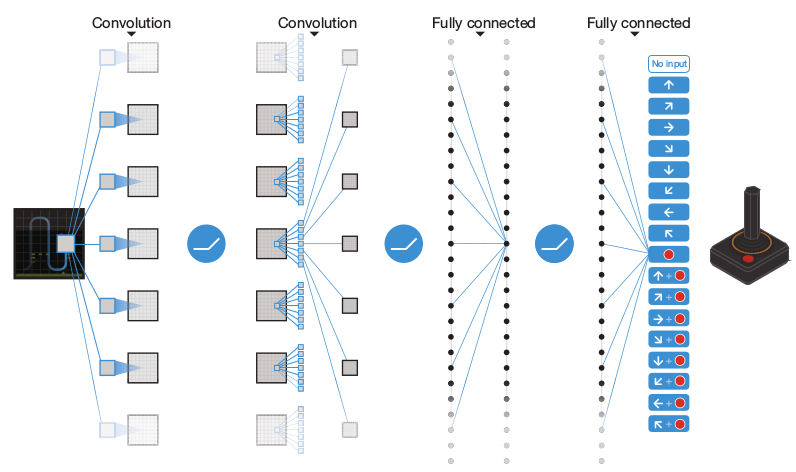 Convolution
Convolution
Fully connected
Fully connected
No input
+
+
+
+
+
+
+
+